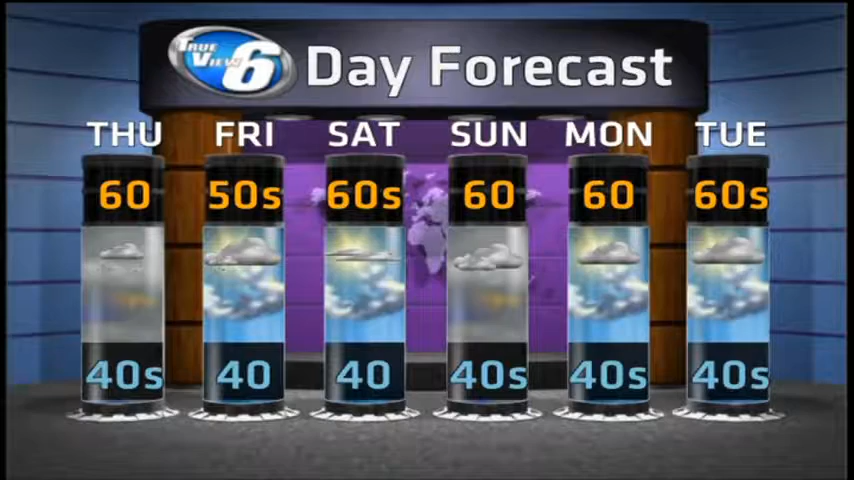 TRUE VIEW 6 Day Forecast
THU FRI SAT SUN MON TUE
60 50s 60s 60 60 60s
40s 40 40 40s 40s 40s